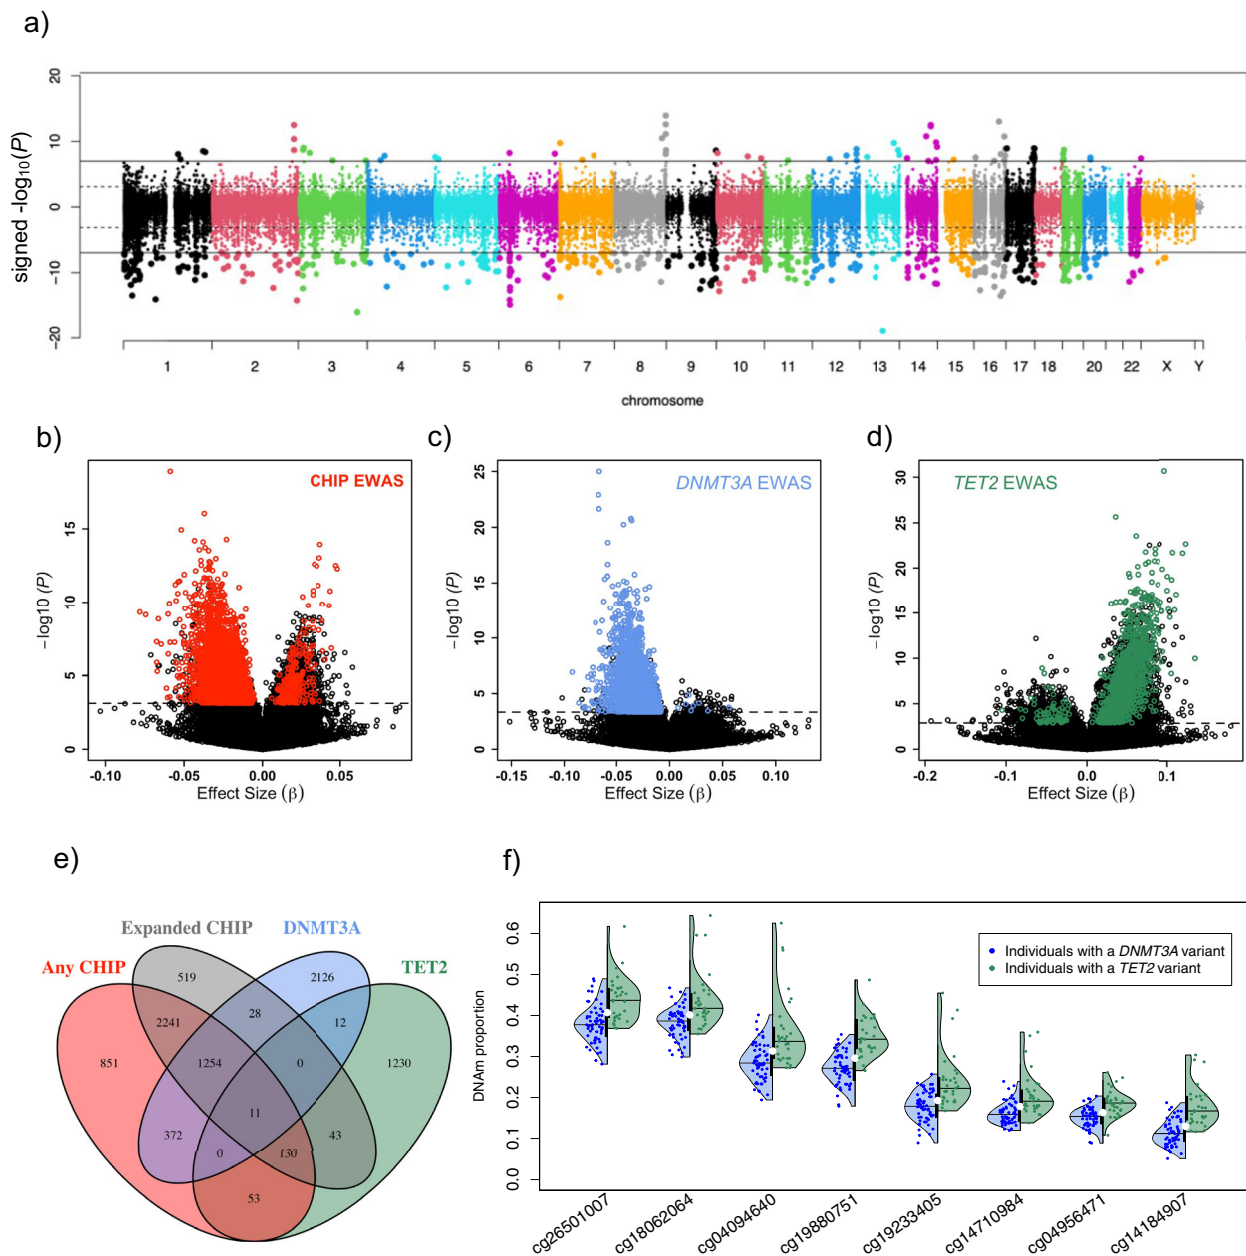 a)
signed -log10(P)
20
10
0
−10
−20
1 2 3 4 5 6 7 8 9 10 11 12 13 14 15 16 17 18 20 22 X Y
chromosome
b)
CHIP EWAS
−log10 (P)
15
10
5
0
-0.10 -0.05 0.00 0.05
Effect Size (β)
c)
DNMT3A EWAS
−log10 (P)
25
20
15
10
5
0
-0.15 -0.10 -0.05 0.00 0.05 0.10
Effect Size (β)
d)
TET2 EWAS
−log10 (P)
30
25
20
15
10
5
0
-0.2 -0.1 0.0 0.1
Effect Size (β)
e)
Expanded CHIP DNMT3A
Any CHIP TET2
519 2126
2241 28 12
851 1254 0 1230
11
372 0 130 43
53
f)
DNAm proportion
0.6
0.5
0.4
0.3
0.2
0.1
0.0
Individuals with a DNMT3A variant
Individuals with a TET2 variant
cg26501007
cg18062064
cg04094640
cg19880751
cg19233405
cg14710984
cg04956471
cg14184907